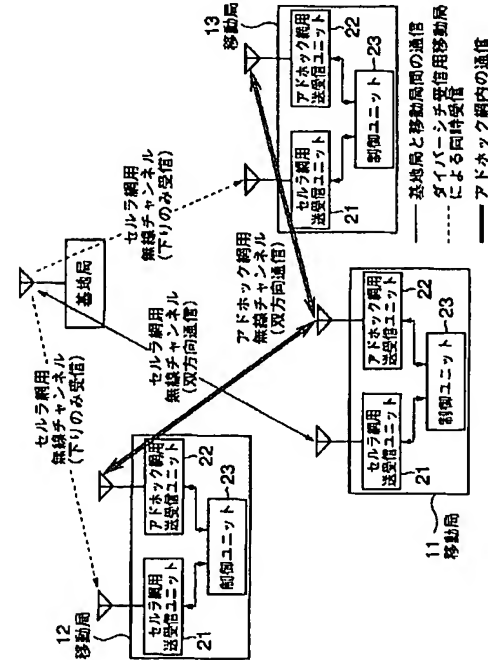 セルラ網用
無線チャンネル
(下りのみ受信)
基地局
セルラ網用
無線チャンネル
(下りのみ受信)
13
移動局
12
移動局
セルラ網用
送受信ユニット
21
アドホック網用
送受信ユニット
22
制御ユニット
23
セルラ網用
無線チャンネル
(双方向通信)
アドホック網用
無線チャンネル
(双方向通信)
セルラ網用
送受信ユニット
21
アドホック網用
送受信ユニット
22
制御ユニット
23
11
移動局
セルラ網用
送受信ユニット
21
アドホック網用
送受信ユニット
22
制御ユニット
23
基地局と移動局間の通信
ダイバーシチ受信用移動局
による同時受信
アドホック網内の通信